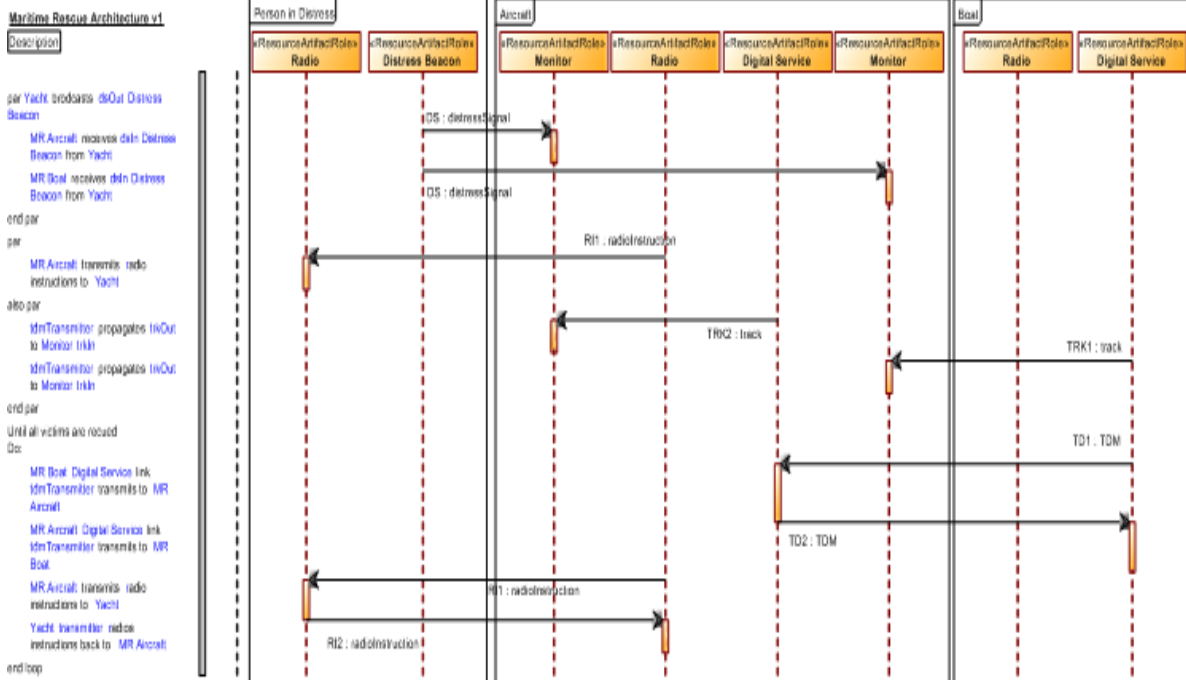 Maritime Rescue Architecture v1
Description
par Yacht brodcasts dsOut Distress
Beacon
MR Aircraft receives dsIn Distress
Beacon from Yacht
MR Boat receives dsIn Distress
Beacon from Yacht
end par
par
MR Aircraft transmits radio
instructions to Yacht
also par
tdmTransmitter propagates trkOut
to Monitor trkIn
tdmTransmitter propagates trkOut
to Monitor trkIn
end par
Until all victims are recued
Do:
MR Boat Digital Service link
tdmTransmitter transmits to MR
Aircraft
MR Aircraft Digital Service link
tdmTransmitter transmits to MR
Boat
MR Aircraft transmits radio
instructions to Yacht
Yacht transmitter radios
instructions back to MR Aircraft
end loop
Person in Distress
Aircraft
Boat
«ResourceArtifactRole»
Radio
«ResourceArtifactRole»
Distress Beacon
«ResourceArtifactRole»
Monitor
«ResourceArtifactRole»
Radio
«ResourceArtifactRole»
Digital Service
«ResourceArtifactRole»
Monitor
«ResourceArtifactRole»
Radio
«ResourceArtifactRole»
Digital Service
DS : distressSignal
DS : distressSignal
RI1 : radioInstruction
TRK2 : track
TRK1 : track
TD1 : TDM
TD2 : TDM
RI1 : radioInstruction
RI2 : radioInstruction